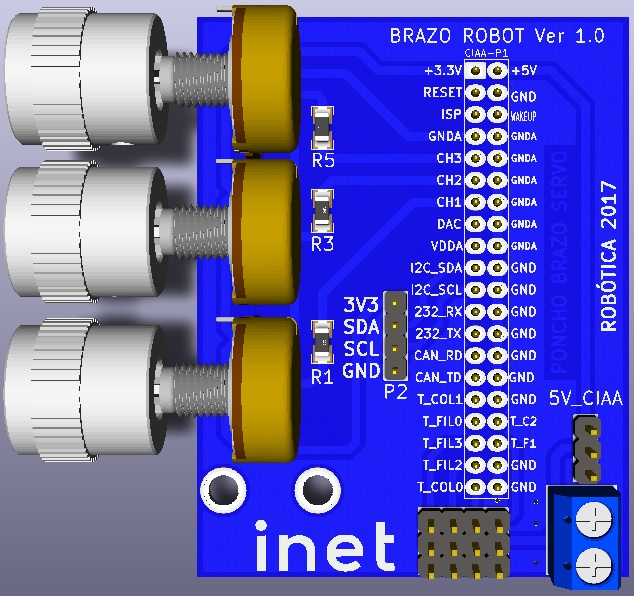 BRAZO ROBOT Ver 1.0
CIAA-P1
+3.3V +5V
RESET GND
ISP WAKEUP
GNDA GNDA
CH3 GNDA
CH2 GNDA
CH1 GNDA
DAC GNDA
VDDA GNDA
I2C_SDA GND
I2C_SCL GND
232_RX GND
232_TX GND
CAN_RD GND
CAN_TD GND
T_COL1 GND
T_FIL0 T_C2
T_FIL3 T_F1
T_FIL2 GND
T_COL0 GND
R5
R3
R1
3V3
SDA
SCL
GND
P2
PONCHO BRAZO SERVO
ROBÓTICA 2017
5V_CIAA
inet